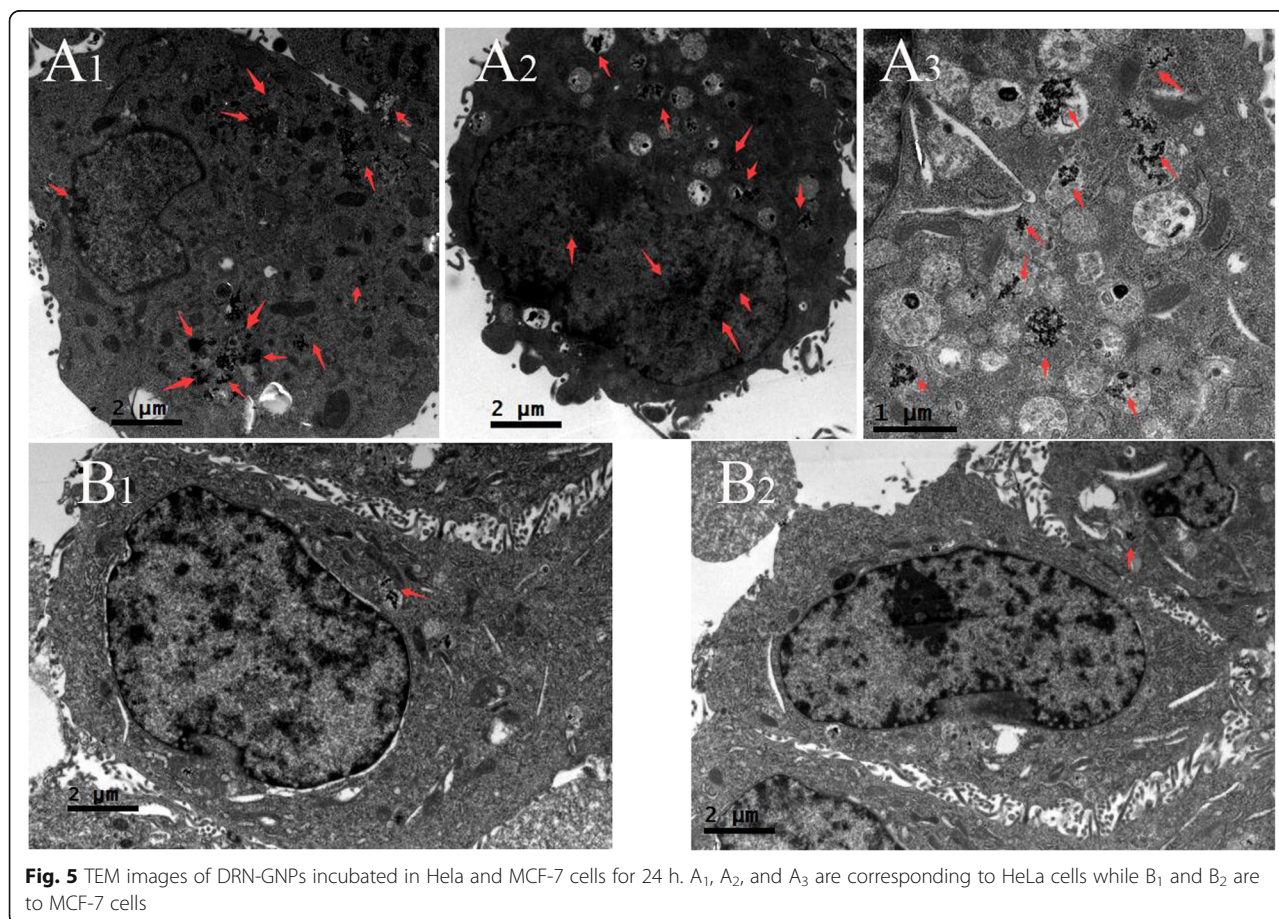 A1
A2
A3
2 µm
2 µm
1 µm
B1
B2
2 µm
2 µm
Fig. 5 TEM images of DRN-GNPs incubated in Hela and MCF-7 cells for 24 h. A1, A2, and A3 are corresponding to HeLa cells while B1 and B2 are
to MCF-7 cells